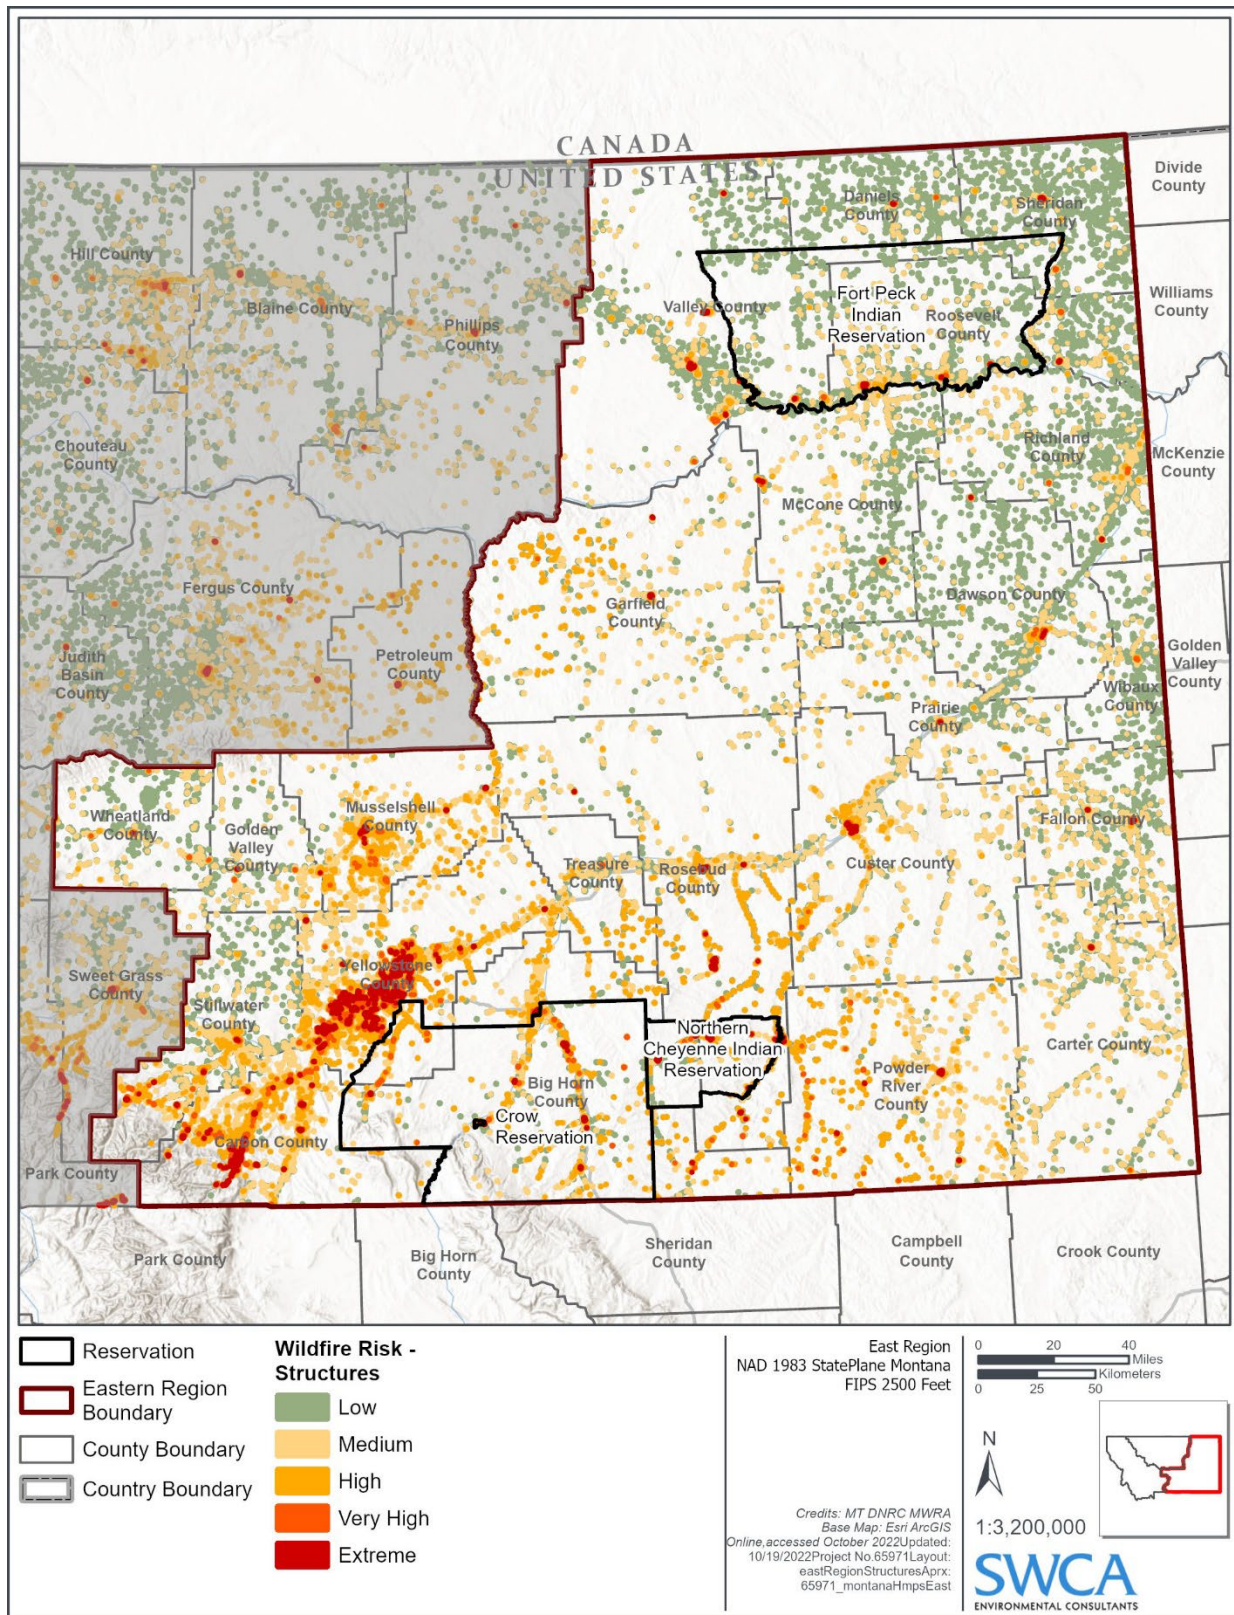 CANADA
UNITED STATES
Divide
County
Daniels
County
Sheridan
County
Hill County
Blaine County
Phillips
County
Valley County
Fort Peck
Indian
Reservation
Roosevelt
County
Williams
County
Chouteau
County
Richland
County
McKenzie
County
McCone County
Fergus County
Garfield
County
Dawson County
Judith
Basin
County
Petroleum
County
Golden
Valley
County
Wibaux
County
Prairie
County
Wheatland
County
Golden
Valley
County
Musselshell
County
Fallon County
Treasure
County
Rosebud
County
Custer County
Sweet Grass
County
Yellowstone
County
Stillwater
County
Northern
Cheyenne Indian
Reservation
Carter County
Powder
River
County
Big Horn
County
Crow
Reservation
Carbon County
Park County
Park County
Big Horn
County
Sheridan
County
Campbell
County
Crook County
Reservation
Eastern Region
Boundary
County Boundary
Country Boundary
Wildfire Risk -
Structures
Low
Medium
High
Very High
Extreme
East Region
NAD 1983 StatePlane Montana
FIPS 2500 Feet
Credits: MT DNRC MWRA
Base Map: Esri ArcGIS
Online,accessed October 2022Updated:
10/19/2022Project No.65971Layout:
eastRegionStructuresAprx:
65971_montanaHmpsEast
0 20 40
Miles
Kilometers
0 25 50
N
1:3,200,000
SWCA
ENVIRONMENTAL CONSULTANTS